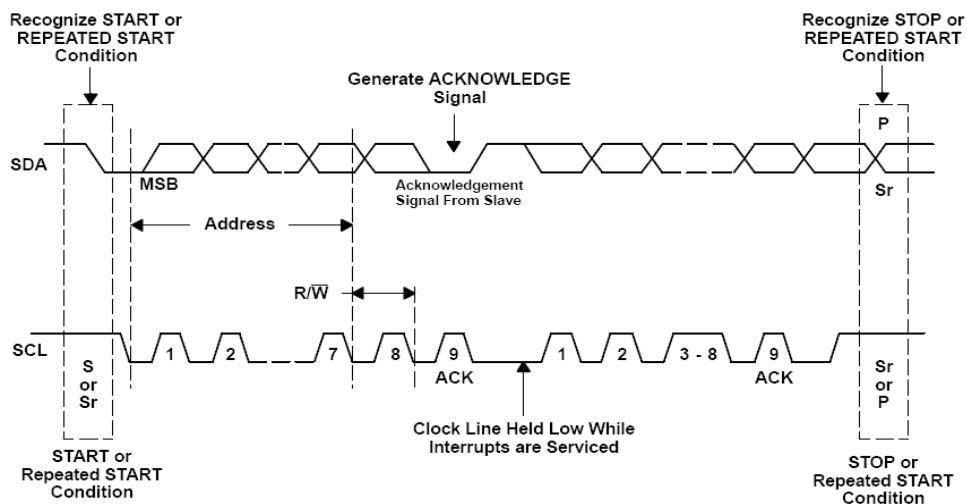 Recognize START or
REPEATED START
Condition
Recognize STOP or
REPEATED START
Condition
Generate ACKNOWLEDGE
Signal
P
SDA
MSB
Acknowledgement
Signal From Slave
Sr
Address
R/W̅
SCL
1
2
7
8
9
1
2
3 - 8
9
ACK
ACK
S
or
Sr
Sr
or
P
Clock Line Held Low While
Interrupts are Serviced
START or
Repeated START
Condition
STOP or
Repeated START
Condition